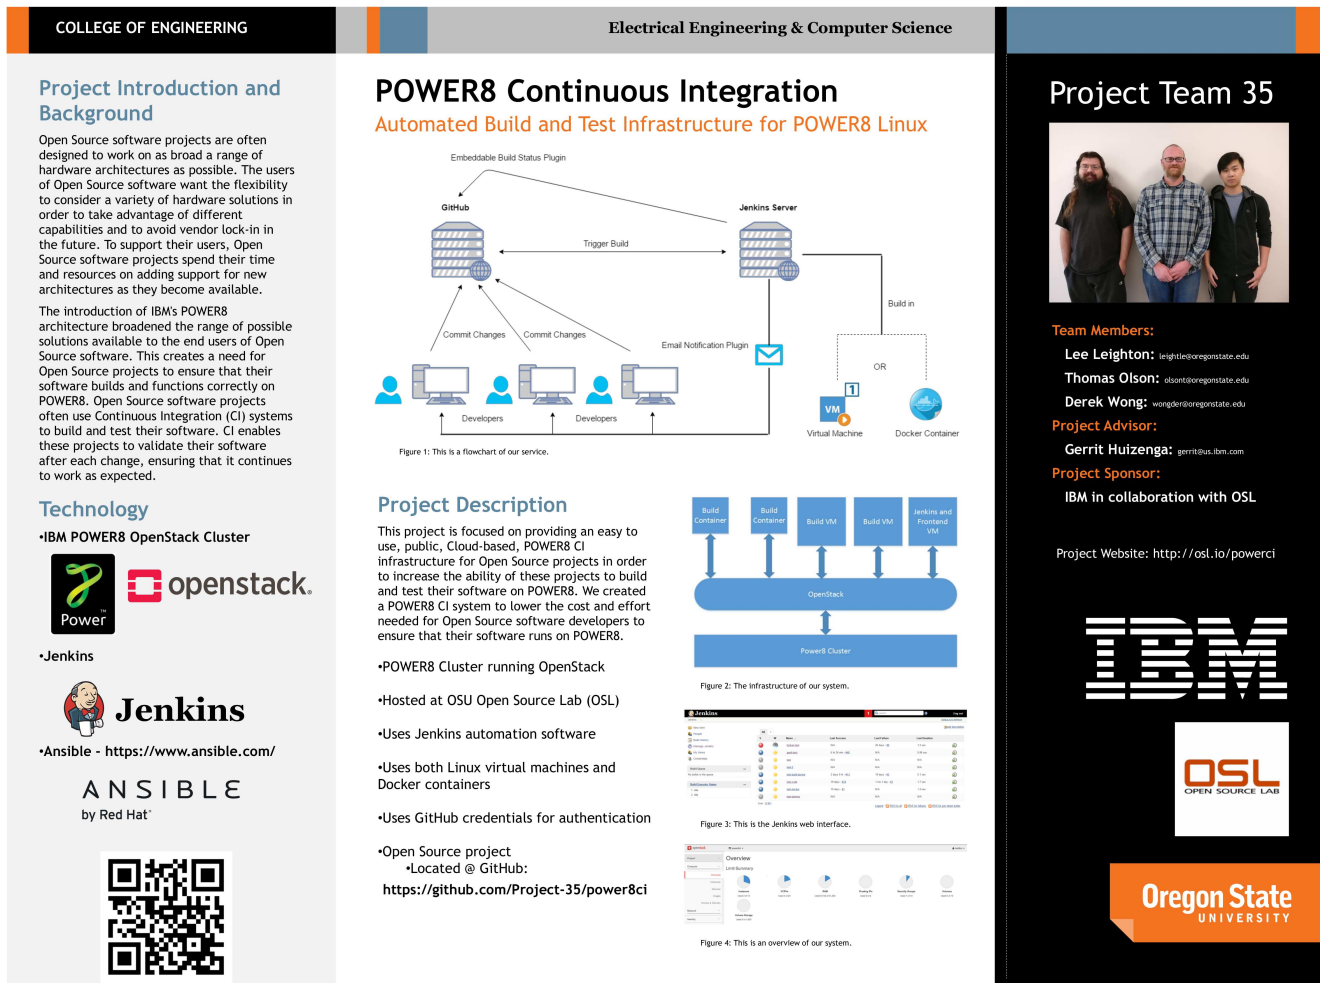 COLLEGE OF ENGINEERING
Electrical Engineering & Computer Science
Project Introduction and
Background
Open Source software projects are often
designed to work on as broad a range of
hardware architectures as possible. The users
of Open Source software want the flexibility
to consider a variety of hardware solutions in
order to take advantage of different
capabilities and to avoid vendor lock-in in
the future. To support their users, Open
Source software projects spend their time
and resources on adding support for new
architectures as they become available.
The introduction of IBM's POWER8
architecture broadened the range of possible
solutions available to the end users of Open
Source software. This creates a need for
Open Source projects to ensure that their
software builds and functions correctly on
POWER8. Open Source software projects
often use Continuous Integration (CI) systems
to build and test their software. CI enables
these projects to validate their software
after each change, ensuring that it continues
to work as expected.
Technology
•IBM POWER8 OpenStack Cluster
Power™
openstack®
•Jenkins
Jenkins
•Ansible - https://www.ansible.com/
ANSIBLE
by Red Hat®
POWER8 Continuous Integration
Automated Build and Test Infrastructure for POWER8 Linux
Embeddable Build Status Plugin
GitHub
Jenkins Server
Trigger Build
Build in
Commit Changes
Commit Changes
Email Notification Plugin
OR
1
VM
Developers
Developers
Virtual Machine
Docker Container
Figure 1: This is a flowchart of our service.
Project Description
This project is focused on providing an easy to
use, public, Cloud-based, POWER8 CI
infrastructure for Open Source projects in order
to increase the ability of these projects to build
and test their software on POWER8. We created
a POWER8 CI system to lower the cost and effort
needed for Open Source software developers to
ensure that their software runs on POWER8.
•POWER8 Cluster running OpenStack
•Hosted at OSU Open Source Lab (OSL)
•Uses Jenkins automation software
•Uses both Linux virtual machines and
Docker containers
•Uses GitHub credentials for authentication
•Open Source project
•Located @ GitHub:
https://github.com/Project-35/power8ci
Build
Container
Build
Container
Build VM
Build VM
Jenkins and
Frontend
VM
OpenStack
Power8 Cluster
Figure 2: The infrastructure of our system.
Jenkins
Figure 3: This is the Jenkins web interface.
Overview
Limit Summary
Figure 4: This is an overview of our system.
Project Team 35
Team Members:
Lee Leighton: leightle@oregonstate.edu
Thomas Olson: olsont@oregonstate.edu
Derek Wong: wongder@oregonstate.edu
Project Advisor:
Gerrit Huizenga: gerrit@us.ibm.com
Project Sponsor:
IBM in collaboration with OSL
Project Website: http://osl.io/powerci
IBM
OSL
OPEN SOURCE LAB
Oregon State
UNIVERSITY